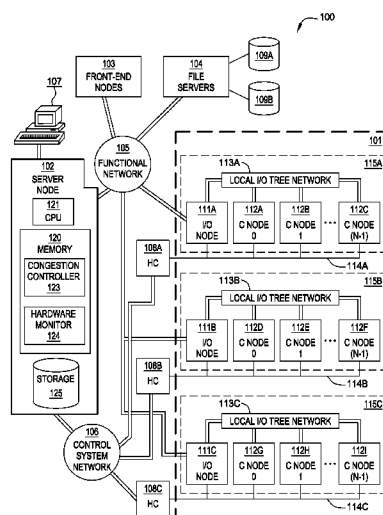 100
103
FRONT-END
NODES
104
FILE
SERVERS
109A
109B
107
105
FUNCTIONAL
NETWORK
102
SERVER
NODE
121
CPU
120
MEMORY
CONGESTION
CONTROLLER
123
HARDWARE
MONITOR
124
STORAGE
125
106
CONTROL
SYSTEM
NETWORK
108A
HC
108B
HC
108C
HC
101
115A
113A
LOCAL I/O TREE NETWORK
111A
I/O
NODE
112A
C NODE
0
112B
C NODE
1
...
112C
C NODE
(N-1)
114A
115B
113B
LOCAL I/O TREE NETWORK
111B
I/O
NODE
112D
C NODE
0
112E
C NODE
1
...
112F
C NODE
(N-1)
114B
115C
113C
LOCAL I/O TREE NETWORK
111C
I/O
NODE
112G
C NODE
0
112H
C NODE
1
...
112I
C NODE
(N-1)
114C